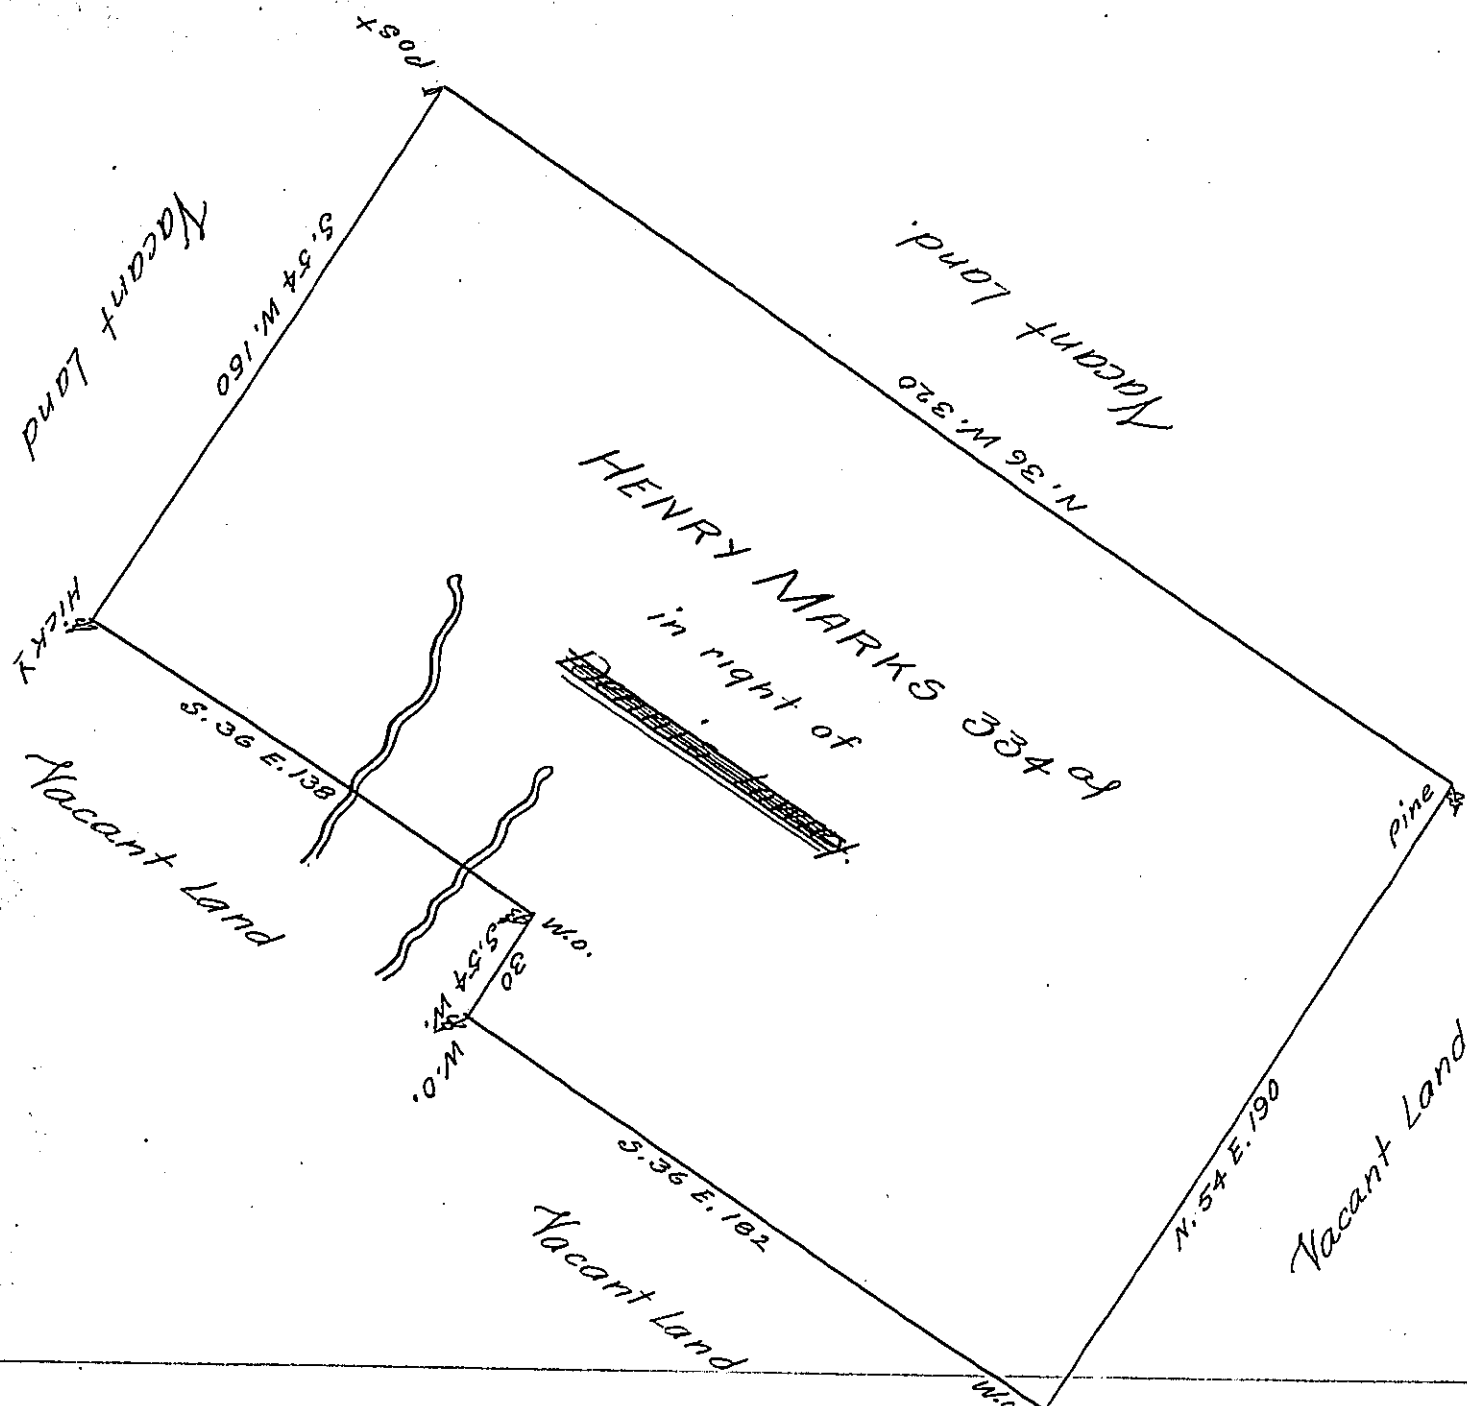 Post
S. 54 W. 160
Vacant Land
Vacant Land.
N. 36 W. 320
HENRY MARKS 334 a
in right of
Hicky
S. 36 E. 138
Vacant Land
W.O.
S. 54 W.
30
W.O.
S. 36 E. 182
Vacant Land
Pine
N. 54 E. 190
Vacant Land
W.O